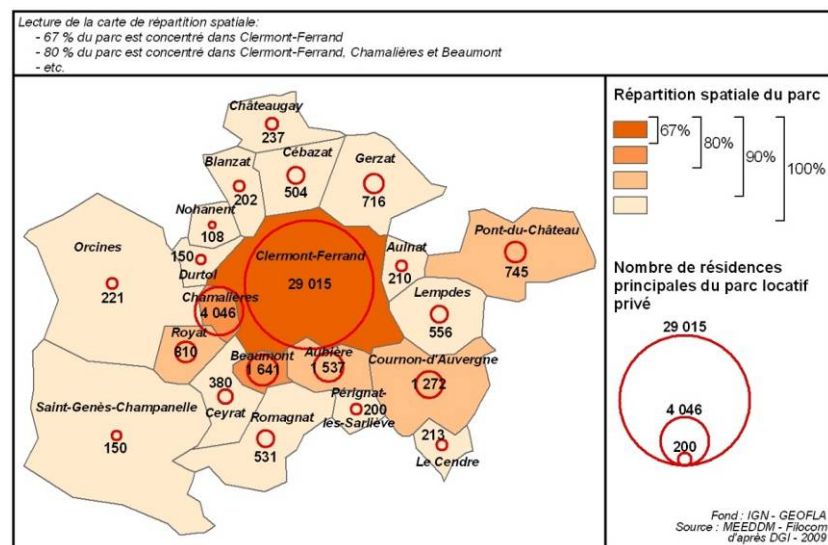 Lecture de la carte de répartition spatiale:
- 67 % du parc est concentré dans Clermont-Ferrand
- 80 % du parc est concentré dans Clermont-Ferrand, Chamalières et Beaumont
- etc.
Châteaugay
237
Blanzat
202
Cébazat
504
Gerzat
716
Nohanent
108
Orcines
221
150
Durtol
Clermont-Ferrand
29 015
Aulnat
210
Pont-du-Château
745
Chamalières
4 046
Lempdes
556
Royat
810
Beaumont
1 641
Aubière
1 537
Cournon-d'Auvergne
1 272
380
Ceyrat
Pérignat-
200
lès-Sarliève
Saint-Genès-Champanelle
150
Romagnat
531
213
Le Cendre
Répartition spatiale du parc
67%
80%
90%
100%
Nombre de résidences
principales du parc locatif
privé
29 015
4 046
200
Fond : IGN - GEOFLA
Source : MEEDDM - Filocom
d'après DGI - 2009